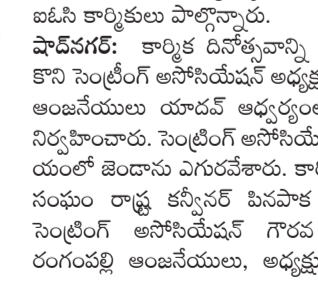 ఐఓసి కార్మికులు పాల్గొన్నారు.
షాద్‌నగర్: కార్మిక దినోత్సవాన్ని
కొని సెంట్రింగ్ అసోసియేషన్ అధ్యక్ష
ఆంజనేయులు యాదవ్ ఆధ్వర్యం
నిర్వహించారు. సెంట్రింగ్ అసోసియే
యంలో జెండాను ఎగురవేశారు. కా
సంఘం రాష్ట్ర కన్వీనర్ పినపాక
సెంట్రింగ్ అసోసియేషన్ గౌరవ
రంగంపల్లి ఆంజనేయులు, అధ్యక్షు